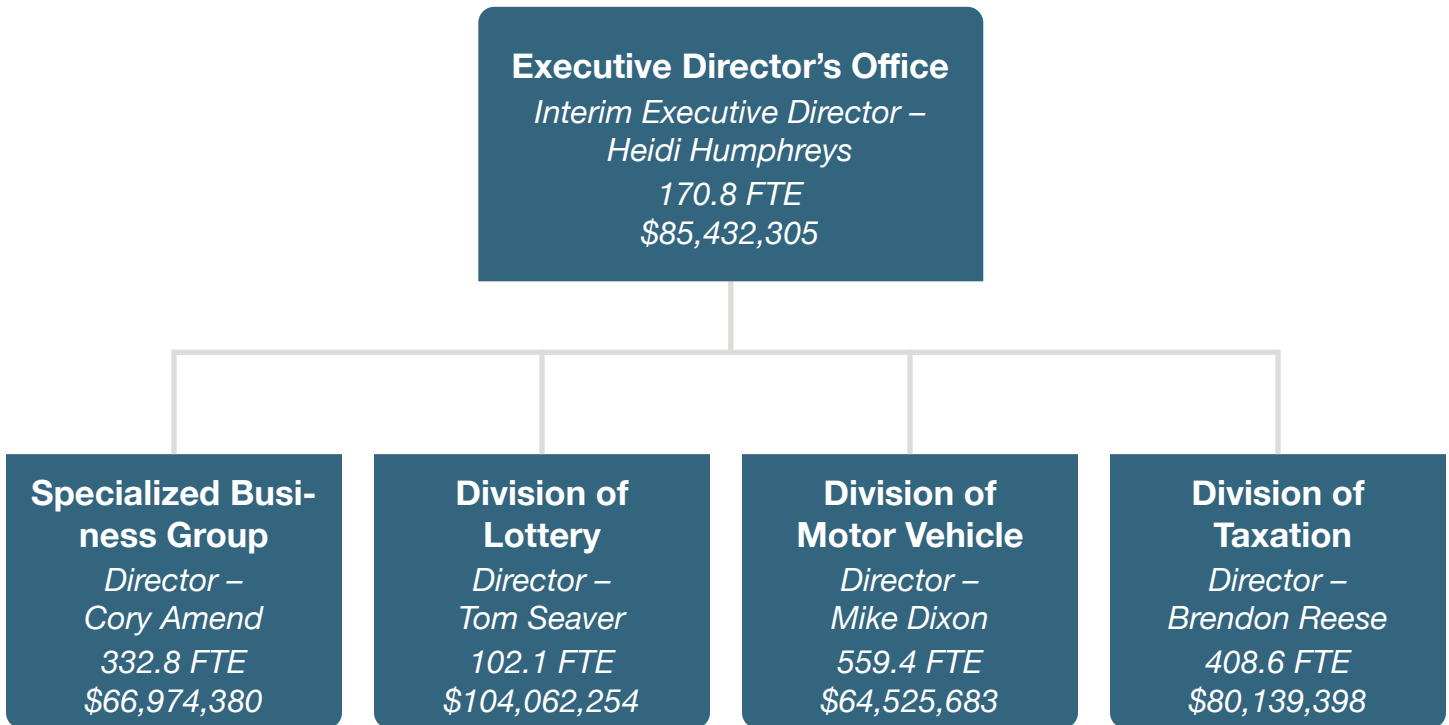 Executive Director’s Office
Interim Executive Director –
Heidi Humphreys
170.8 FTE
$85,432,305
Specialized Busi-
ness Group
Director –
Cory Amend
332.8 FTE
$66,974,380
Division of
Lottery
Director –
Tom Seaver
102.1 FTE
$104,062,254
Division of
Motor Vehicle
Director –
Mike Dixon
559.4 FTE
$64,525,683
Division of
Taxation
Director –
Brendon Reese
408.6 FTE
$80,139,398